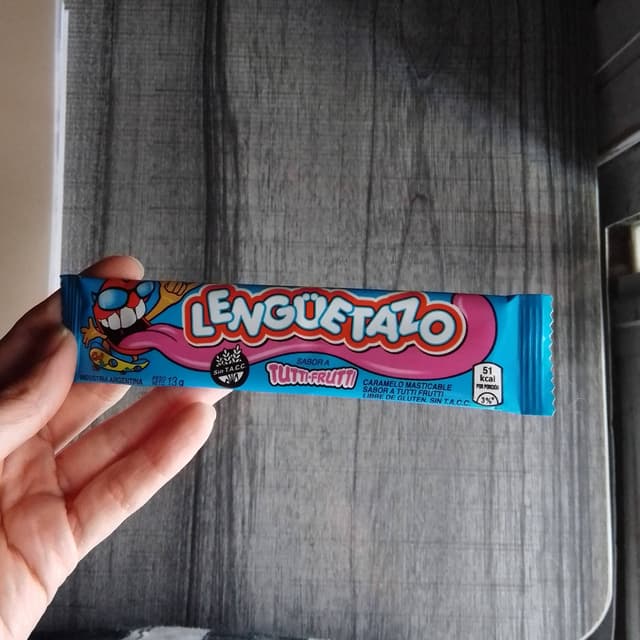 LENGÜETAZO
Sin T.A.C.C.
SABOR A
TUTTI-FRUTTI
INDUSTRIA ARGENTINA
13 g
CARAMELO MASTICABLE
SABOR A TUTTI FRUTTI
LIBRE DE GLUTEN. SIN T.A.C.C.
51
kcal
POR PORCIÓN
3%*